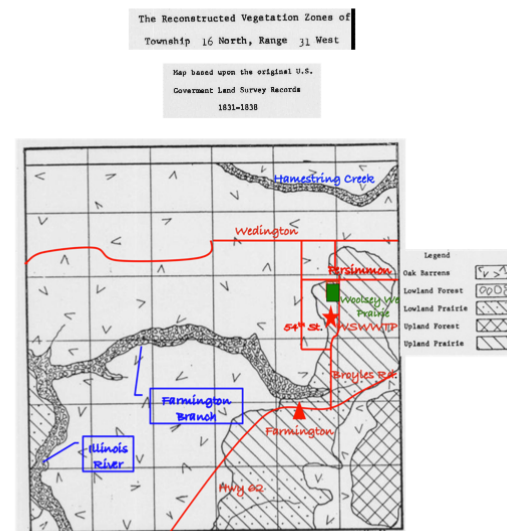 The Reconstructed Vegetation Zones of
Township 16 North, Range 31 West
Map based upon the original U.S.
Goverment Land Survey Records
1831-1838
Hamestring Creek
Wedington
Persimmon
Woolsey We
Prairie
54th St.
WSWWTP
Broyles Rd.
Farmington
Branch
Farmington
Illinois
River
Hwy 62
Legend
Oak Barrens
Lowland Forest
Lowland Prairie
Upland Forest
Upland Prairie